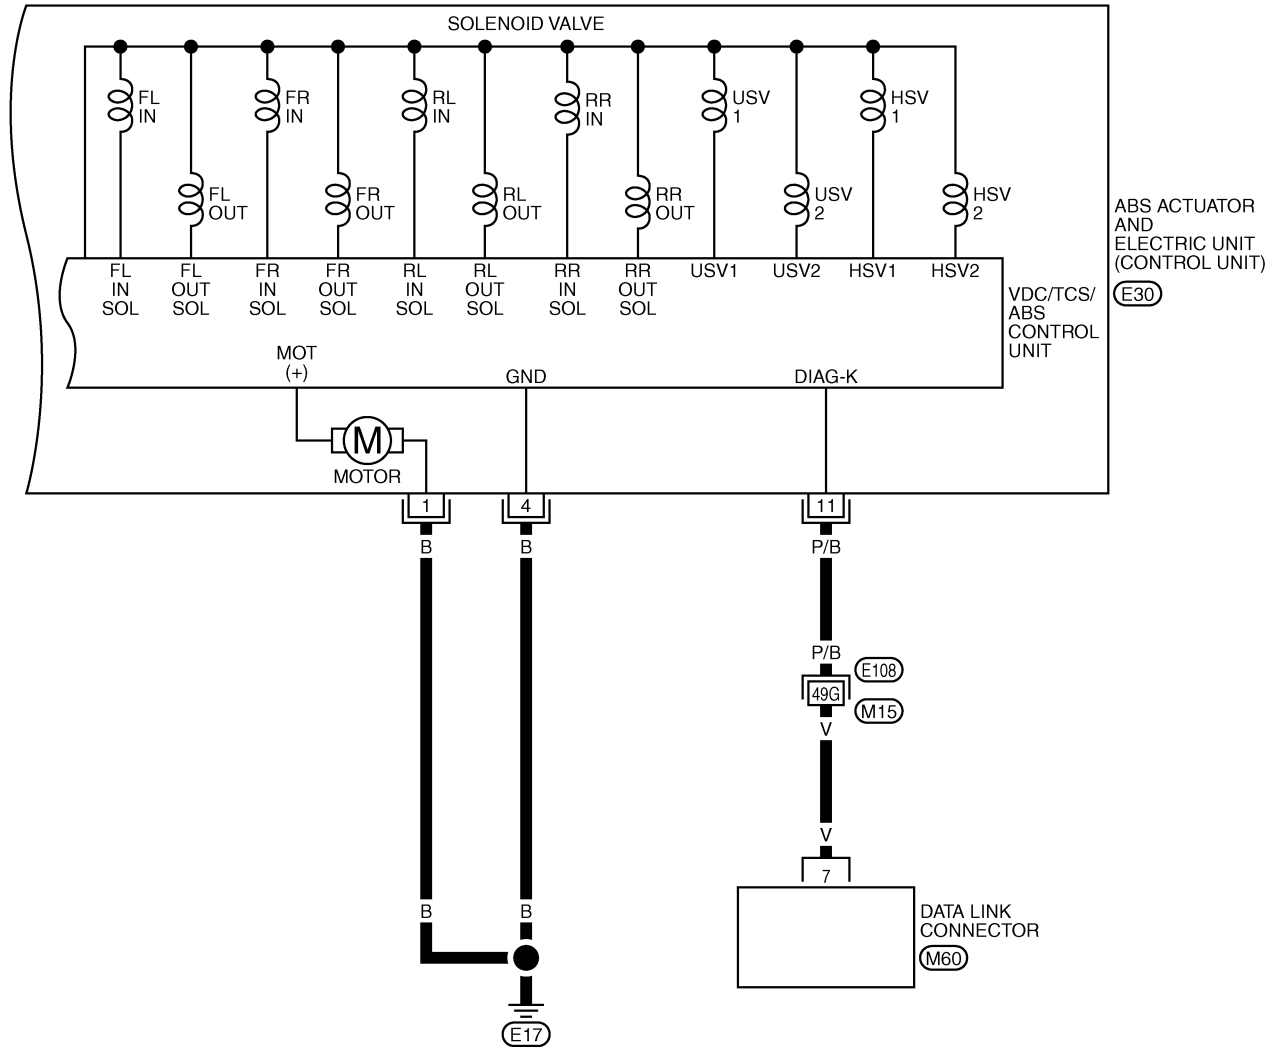 SOLENOID VALVE
FL
IN
FR
IN
RL
IN
RR
IN
USV
1
HSV
1
FL
OUT
FR
OUT
RL
OUT
RR
OUT
USV
2
HSV
2
ABS ACTUATOR
AND
ELECTRIC UNIT
(CONTROL UNIT)
E30
FL
IN
SOL
FL
OUT
SOL
FR
IN
SOL
FR
OUT
SOL
RL
IN
SOL
RL
OUT
SOL
RR
IN
SOL
RR
OUT
SOL
USV1
USV2
HSV1
HSV2
VDC/TCS/
ABS
CONTROL
UNIT
MOT
(+)
GND
DIAG-K
M
MOTOR
1
4
11
B
B
P/B
P/B
E108
49G
M15
V
V
7
B
B
DATA LINK
CONNECTOR
M60
E17